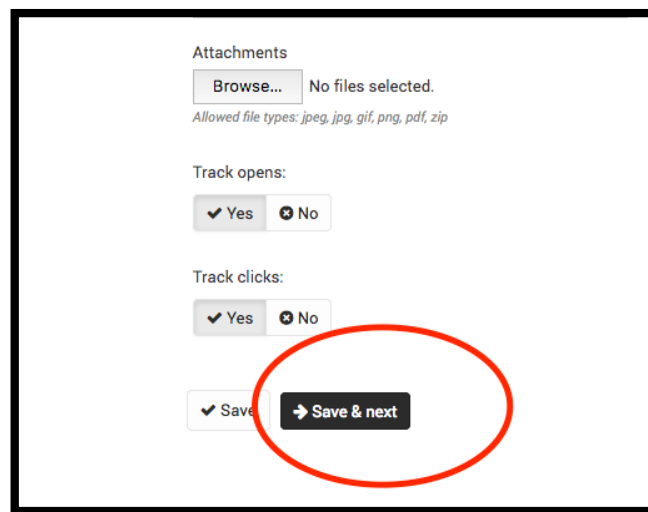 Attachments
Browse... No files selected.
Allowed file types: jpeg, jpg, gif, png, pdf, zip
Track opens:
Yes No
Track clicks:
Yes No
Save Save & next